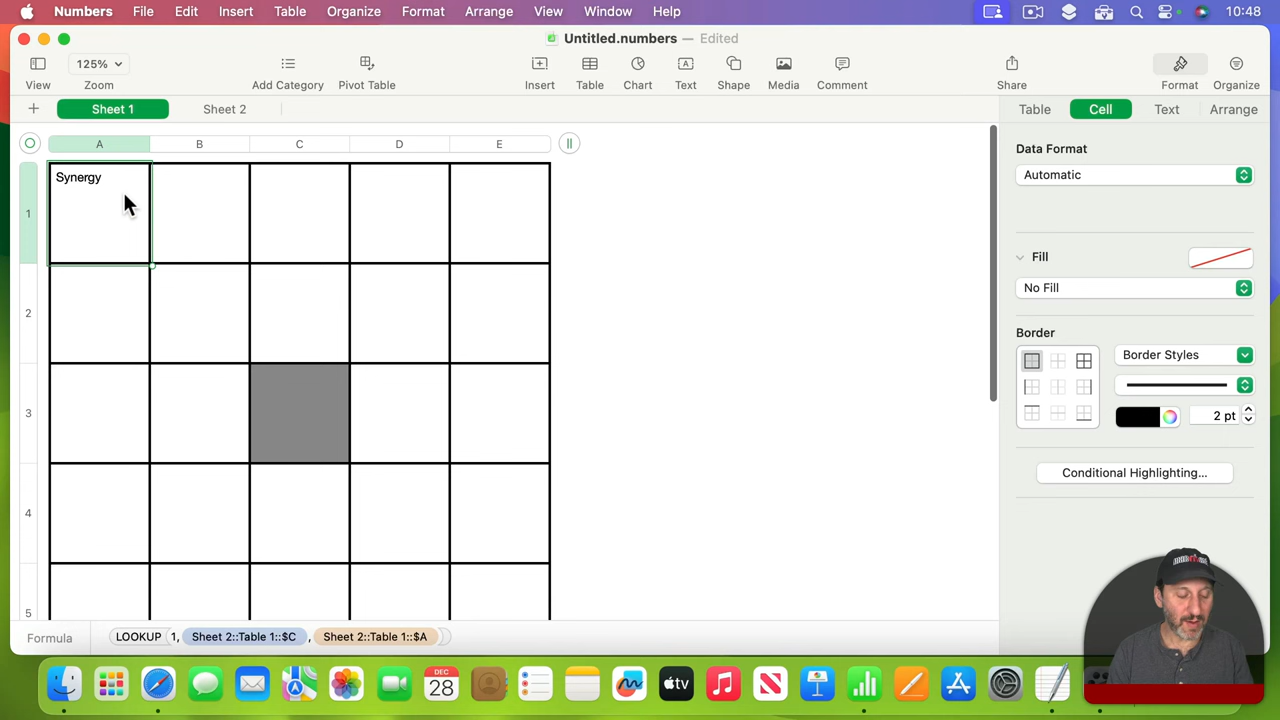 Numbers File Edit Insert Table Organize Format Arrange View Window Help 10:48
Untitled.numbers — Edited
125%
View Zoom Add Category Pivot Table Insert Table Chart Text Shape Media Comment Share Format Organize
Sheet 1 Sheet 2
Table Cell Text Arrange
A B C D E
Data Format
Automatic
Synergy
1
Fill
No Fill
2
Border
Border Styles
3
2 pt
Conditional Highlighting...
4
5
Formula LOOKUP 1, Sheet 2::Table 1::$C , Sheet 2::Table 1::$A
DEC
28
tv